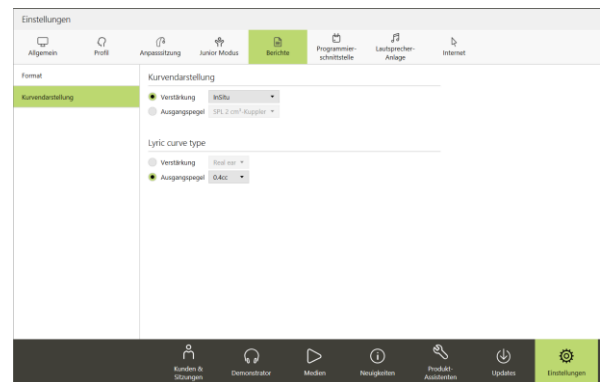 Einstellungen
Allgemein
Profil
Anpasssitzung
Junior Modus
Berichte
Programmier-
schnittstelle
Lautsprecher-
Anlage
Internet
Format
Kurvendarstellung
Kurvendarstellung
Verstärkung InSitu
Ausgangspegel SPL 2 cm³-Kuppler
Lyric curve type
Verstärkung Real ear
Ausgangspegel 0.4cc
Kunden &
Sitzungen
Demonstrator
Medien
Neuigkeiten
Produkt-
Assistenten
Updates
Einstellungen